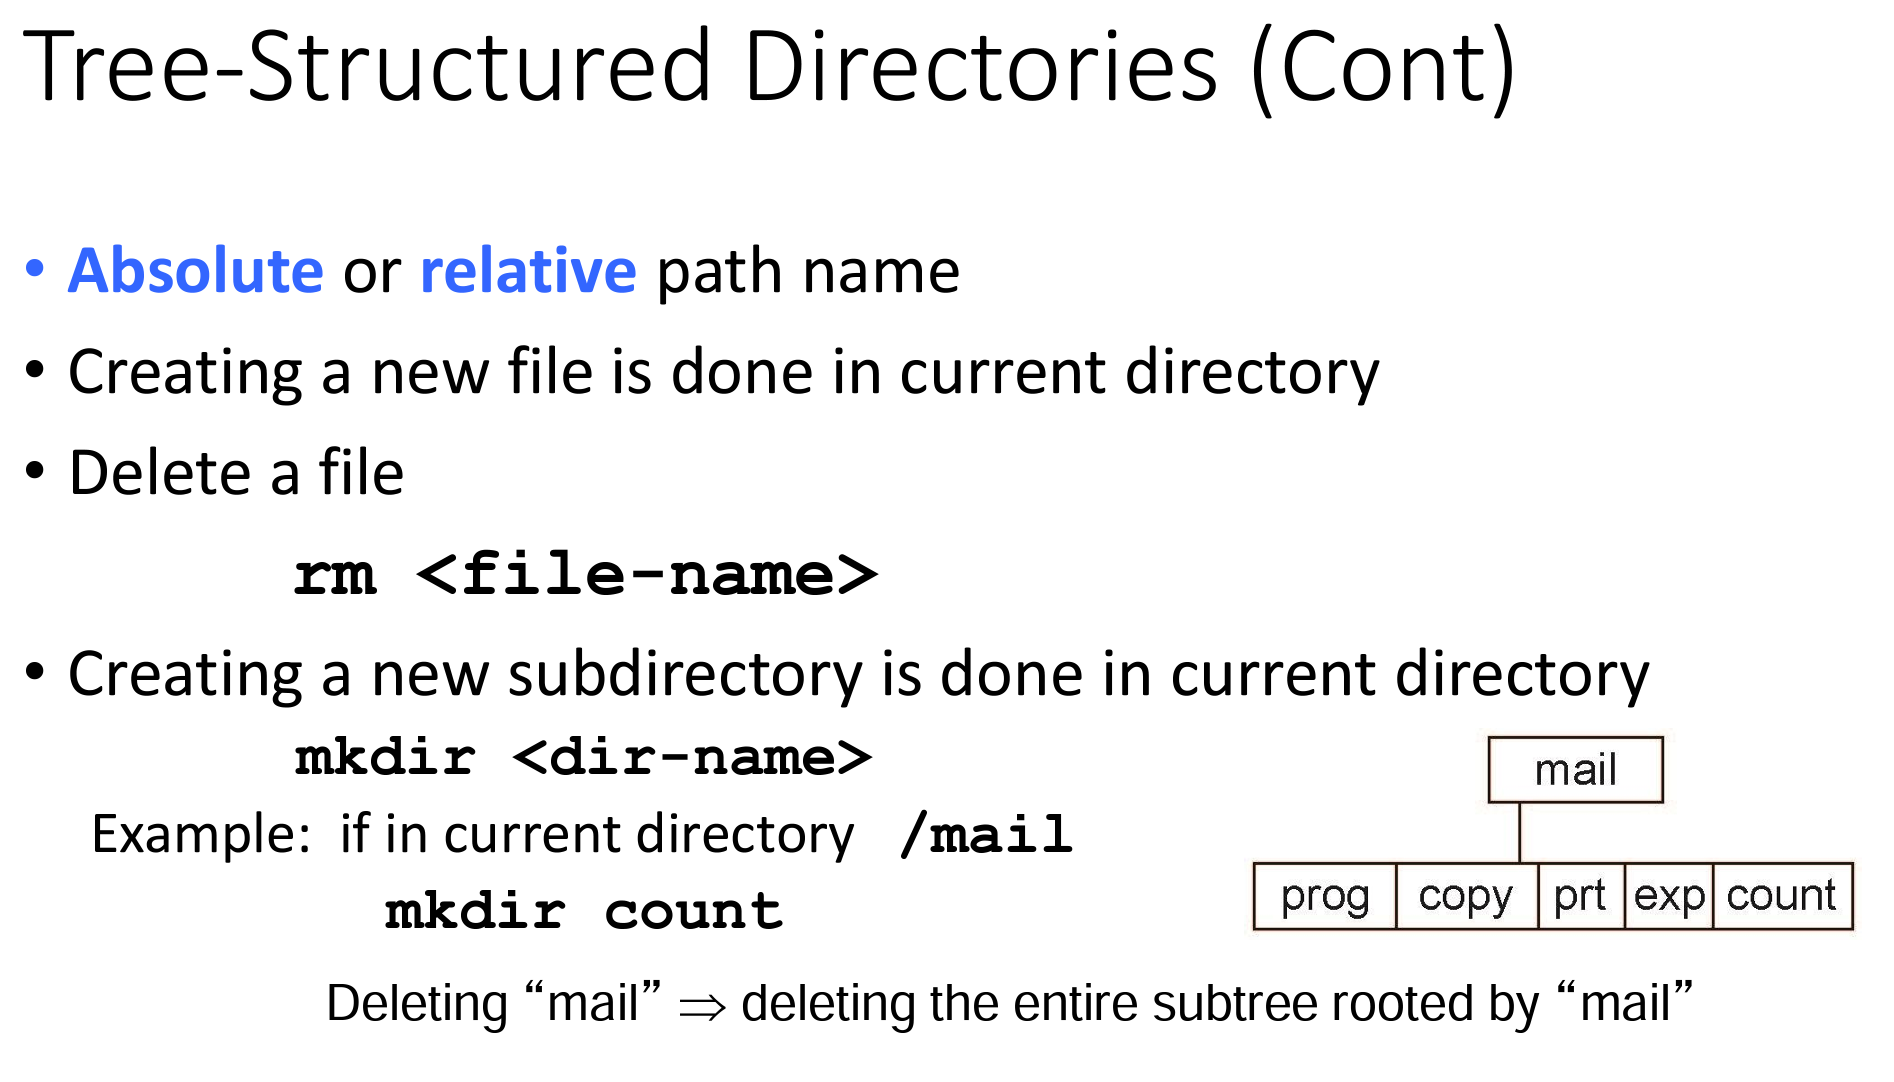 Tree-Structured Directories (Cont)
• Absolute or relative path name
• Creating a new file is done in current directory
• Delete a file
rm <file-name>
• Creating a new subdirectory is done in current directory
mkdir <dir-name>
Example: if in current directory /mail
mkdir count
mail
prog copy prt exp count
Deleting “mail” ⇒ deleting the entire subtree rooted by “mail”